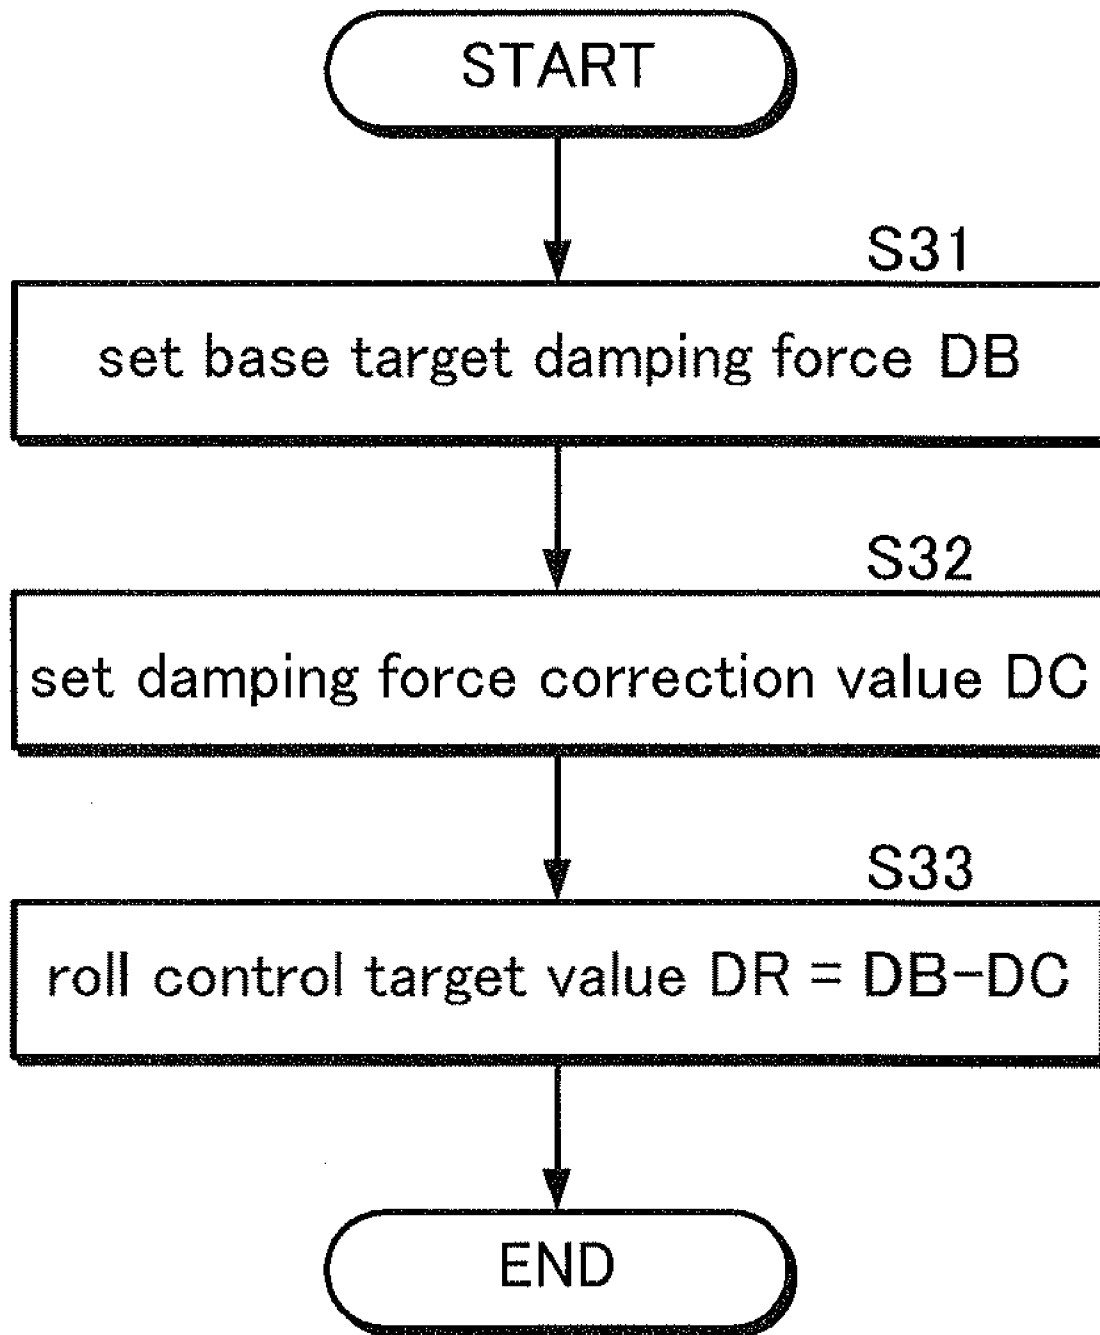 START
S31
set base target damping force DB
S32
set damping force correction value DC
S33
roll control target value DR = DB-DC
END